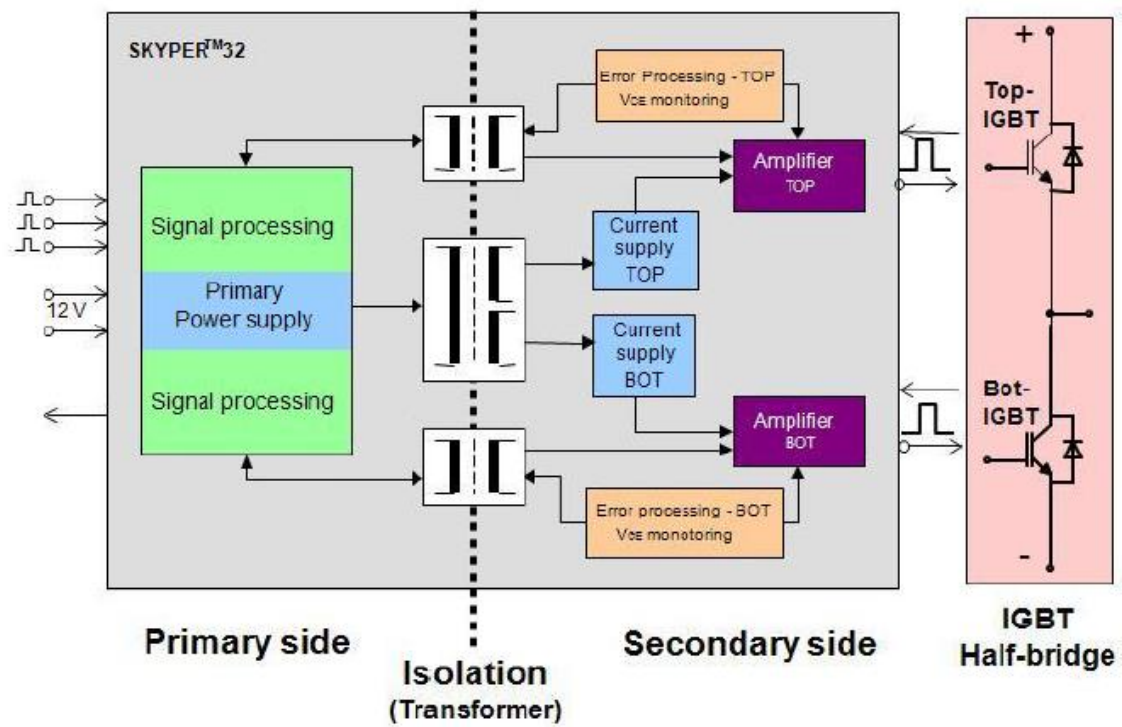 SKYPER™32
Error Processing - TOP
VCE monitoring
Top-
IGBT
+
Amplifier
TOP
Signal processing
Current
supply
TOP
Primary
Power supply
12 V
Current
supply
BOT
Signal processing
Bot-
IGBT
Amplifier
BOT
Error processing - BOT
VCE monotoring
-
Primary side
Secondary side
IGBT
Half-bridge
Isolation
(Transformer)